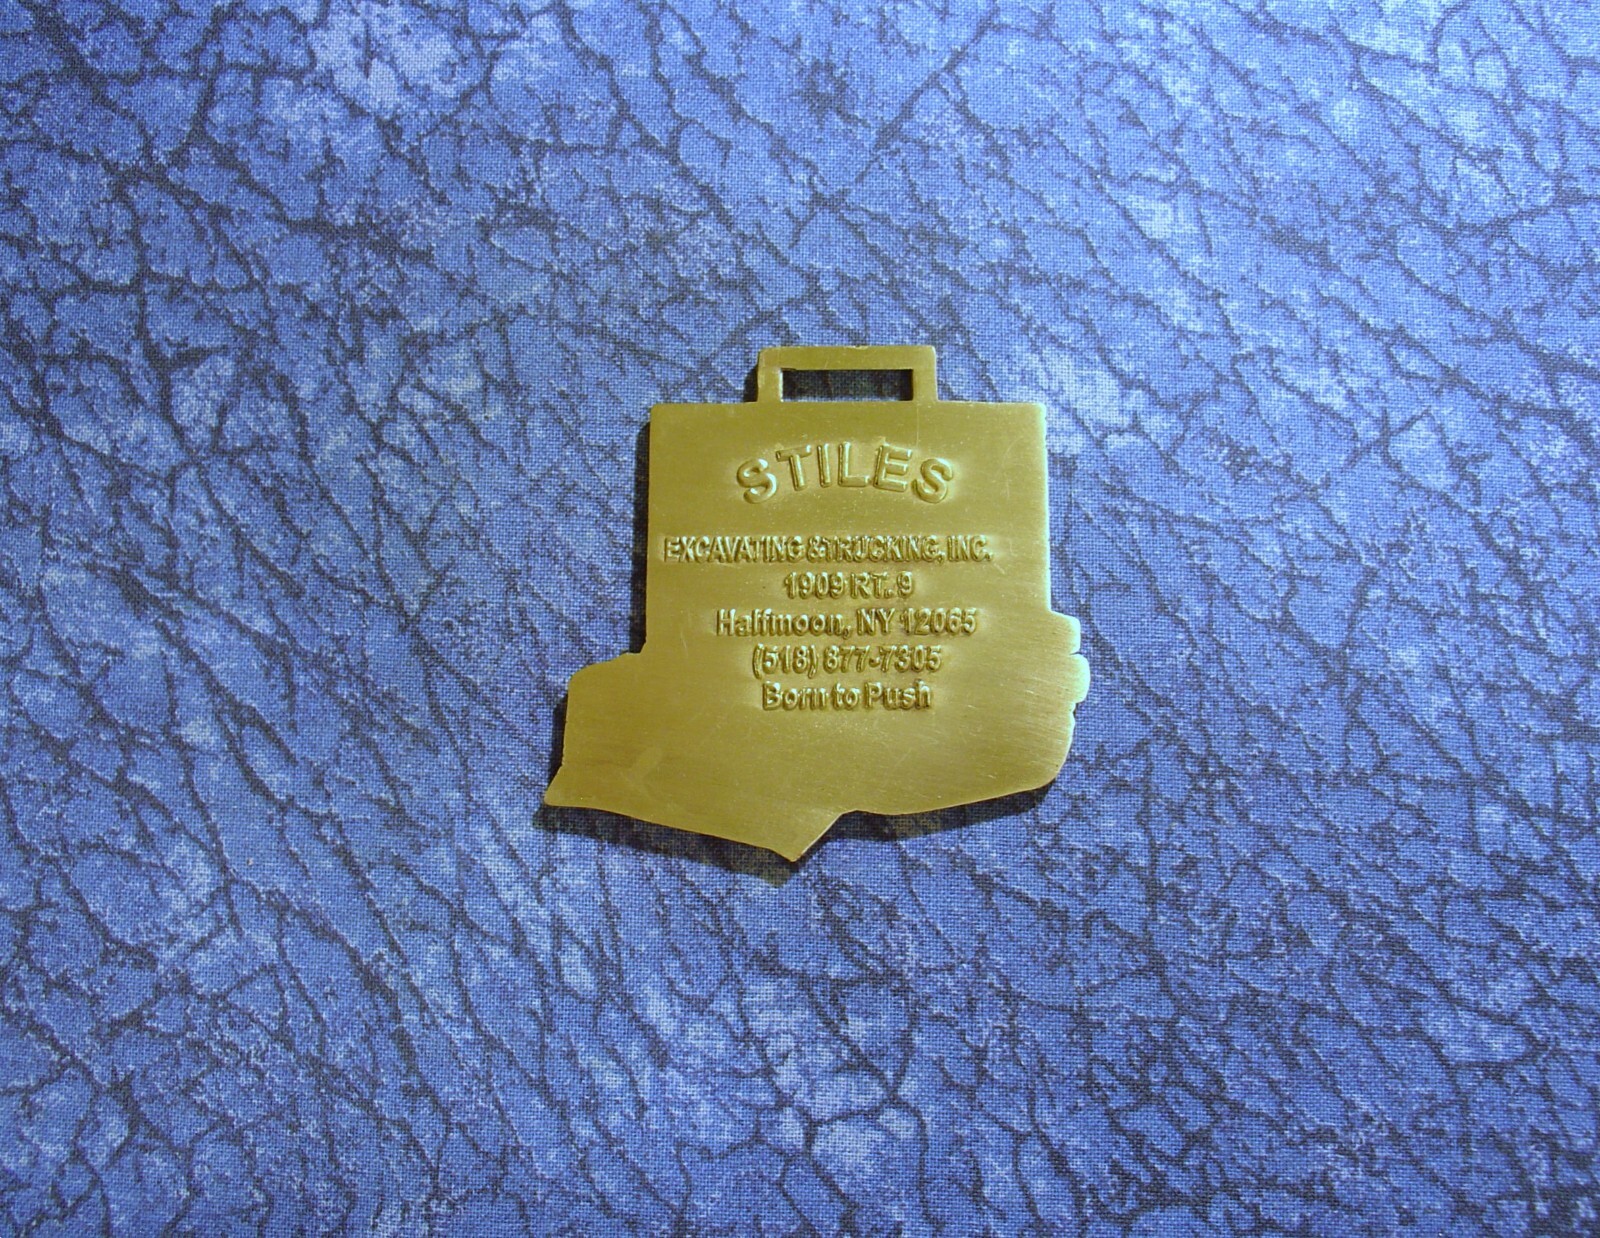 STILES
EXCAVATING & TRUCKING, INC.
1909 RT. 9
Halfmoon, NY 12065
(518) 877-7305
Born to Push